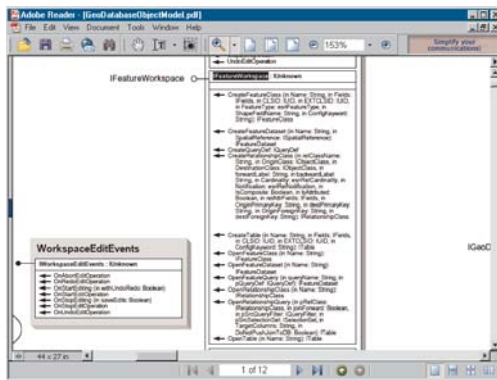 Adobe Reader - [GeoDatabaseObjectModel.pdf]
File Edit View Document Tools Window Help
153%
Simplify your
communications!
UndoEditOperation
IFeatureWorkspace
IFeatureWorkspace : IUnknown
CreateFeatureClass (in Name: String, in Fields:
IFields, in CLSID: IUID, in EXTCLSID: IUID,
in FeatureType: esriFeatureType, in
ShapeFieldName: String, in ConfigKeyword:
String): IFeatureClass
CreateFeatureDataset (in Name: String, in
SpatialReference: ISpatialReference):
IFeatureDataset
CreateQueryDef: IQueryDef
CreateRelationshipClass (in relClassName:
String, in OriginClass: IObjectClass, in
DestinationClass: IObjectClass, in
forwardLabel: String, in backwardLabel:
String, in Cardinality: esriRelCardinality, in
Notification: esriRelNotification, in
IsComposite: Boolean, in IsAttributed:
Boolean, in relAttrFields: IFields, in
OriginPrimaryKey: String, in destPrimaryKey:
String, in OriginForeignKey: String, in
destForeignKey: String): IRelationshipClass
CreateTable (in Name: String, in Fields: IFields,
in CLSID: IUID, in EXTCLSID: IUID, in
ConfigKeyword: String): ITable
OpenFeatureClass (in Name: String):
IFeatureClass
OpenFeatureDataset (in Name: String):
IFeatureDataset
OpenFeatureQuery (in queryName: String, in
pQueryDef: IQueryDef): IFeatureDataset
OpenRelationshipClass (in Name: String):
IRelationshipClass
OpenRelationshipQuery (in pRelClass:
IRelationshipClass, in joinForward: Boolean,
in pSrcQueryFilter: IQueryFilter, in
pSrcSelectionSet: ISelectionSet, in
TargetColumns: String, in
DoNotPushJoinToDB: Boolean): ITable
OpenTable (in Name: String): ITable
WorkspaceEditEvents
IWorkspaceEditEvents : IUnknown
OnAbortEditOperation
OnRedoEditOperation
OnStartEditing (in withUndoRedo: Boolean)
OnStartEditOperation
OnStopEditing (in saveEdits: Boolean)
OnStopEditOperation
OnUndoEditOperation
IGeoD
44 x 27 in
1 of 12